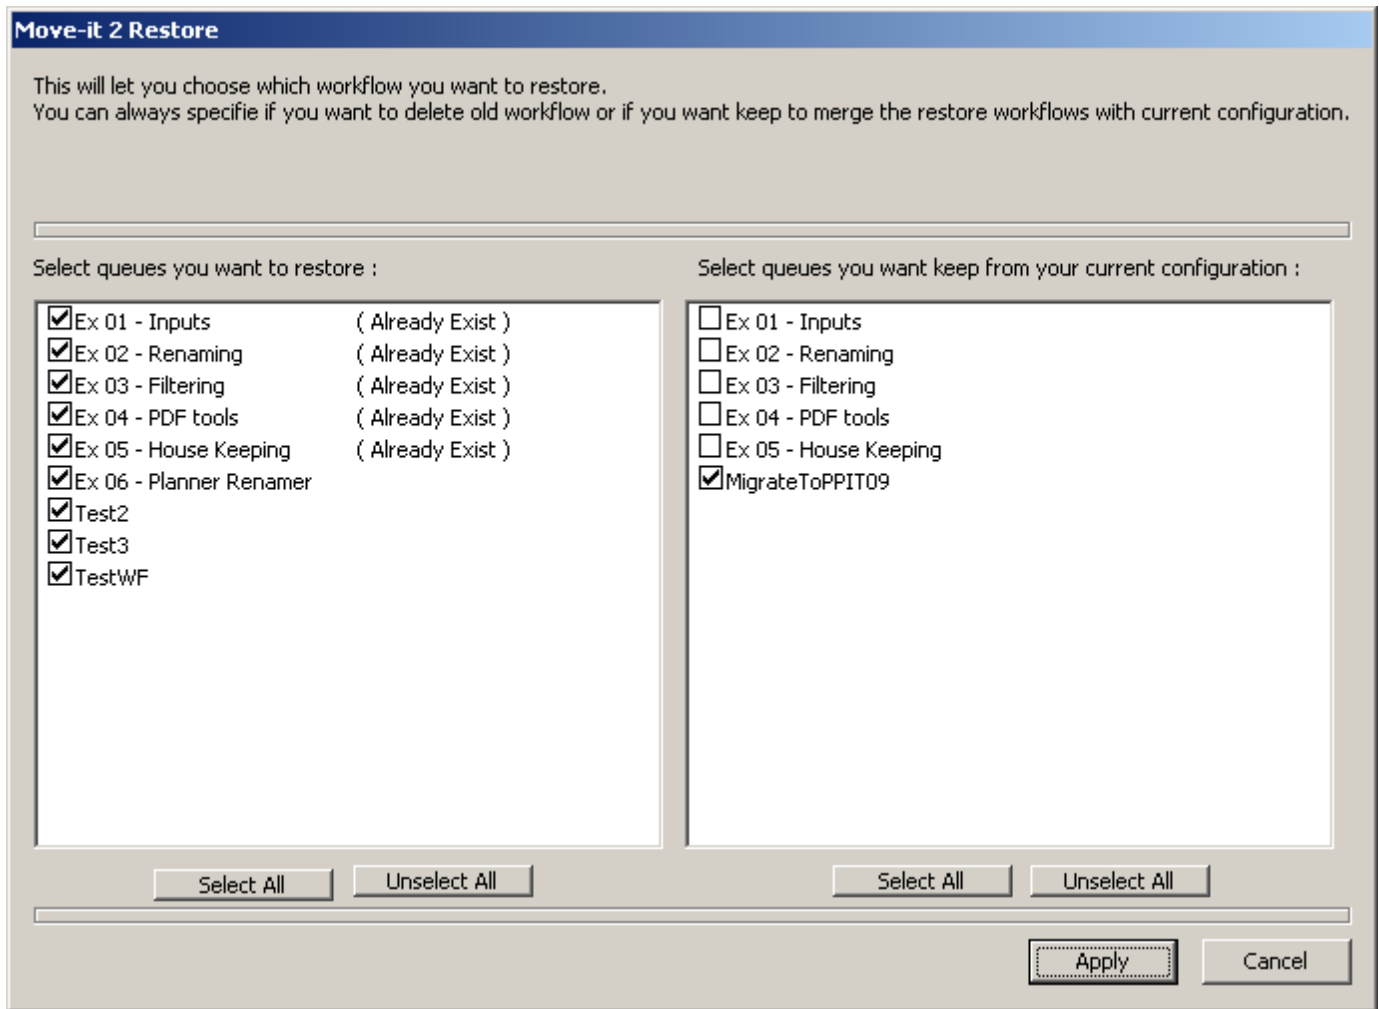 Move-it 2 Restore
This will let you choose which workflow you want to restore.
You can always specifie if you want to delete old workflow or if you want keep to merge the restore workflows with current configuration.
Select queues you want to restore :
Ex 01 - Inputs ( Already Exist )
Ex 02 - Renaming ( Already Exist )
Ex 03 - Filtering ( Already Exist )
Ex 04 - PDF tools ( Already Exist )
Ex 05 - House Keeping ( Already Exist )
Ex 06 - Planner Renamer
Test2
Test3
TestWF
Select All Unselect All
Select queues you want keep from your current configuration :
Ex 01 - Inputs
Ex 02 - Renaming
Ex 03 - Filtering
Ex 04 - PDF tools
Ex 05 - House Keeping
MigrateToPPIT09
Select All Unselect All
Apply Cancel